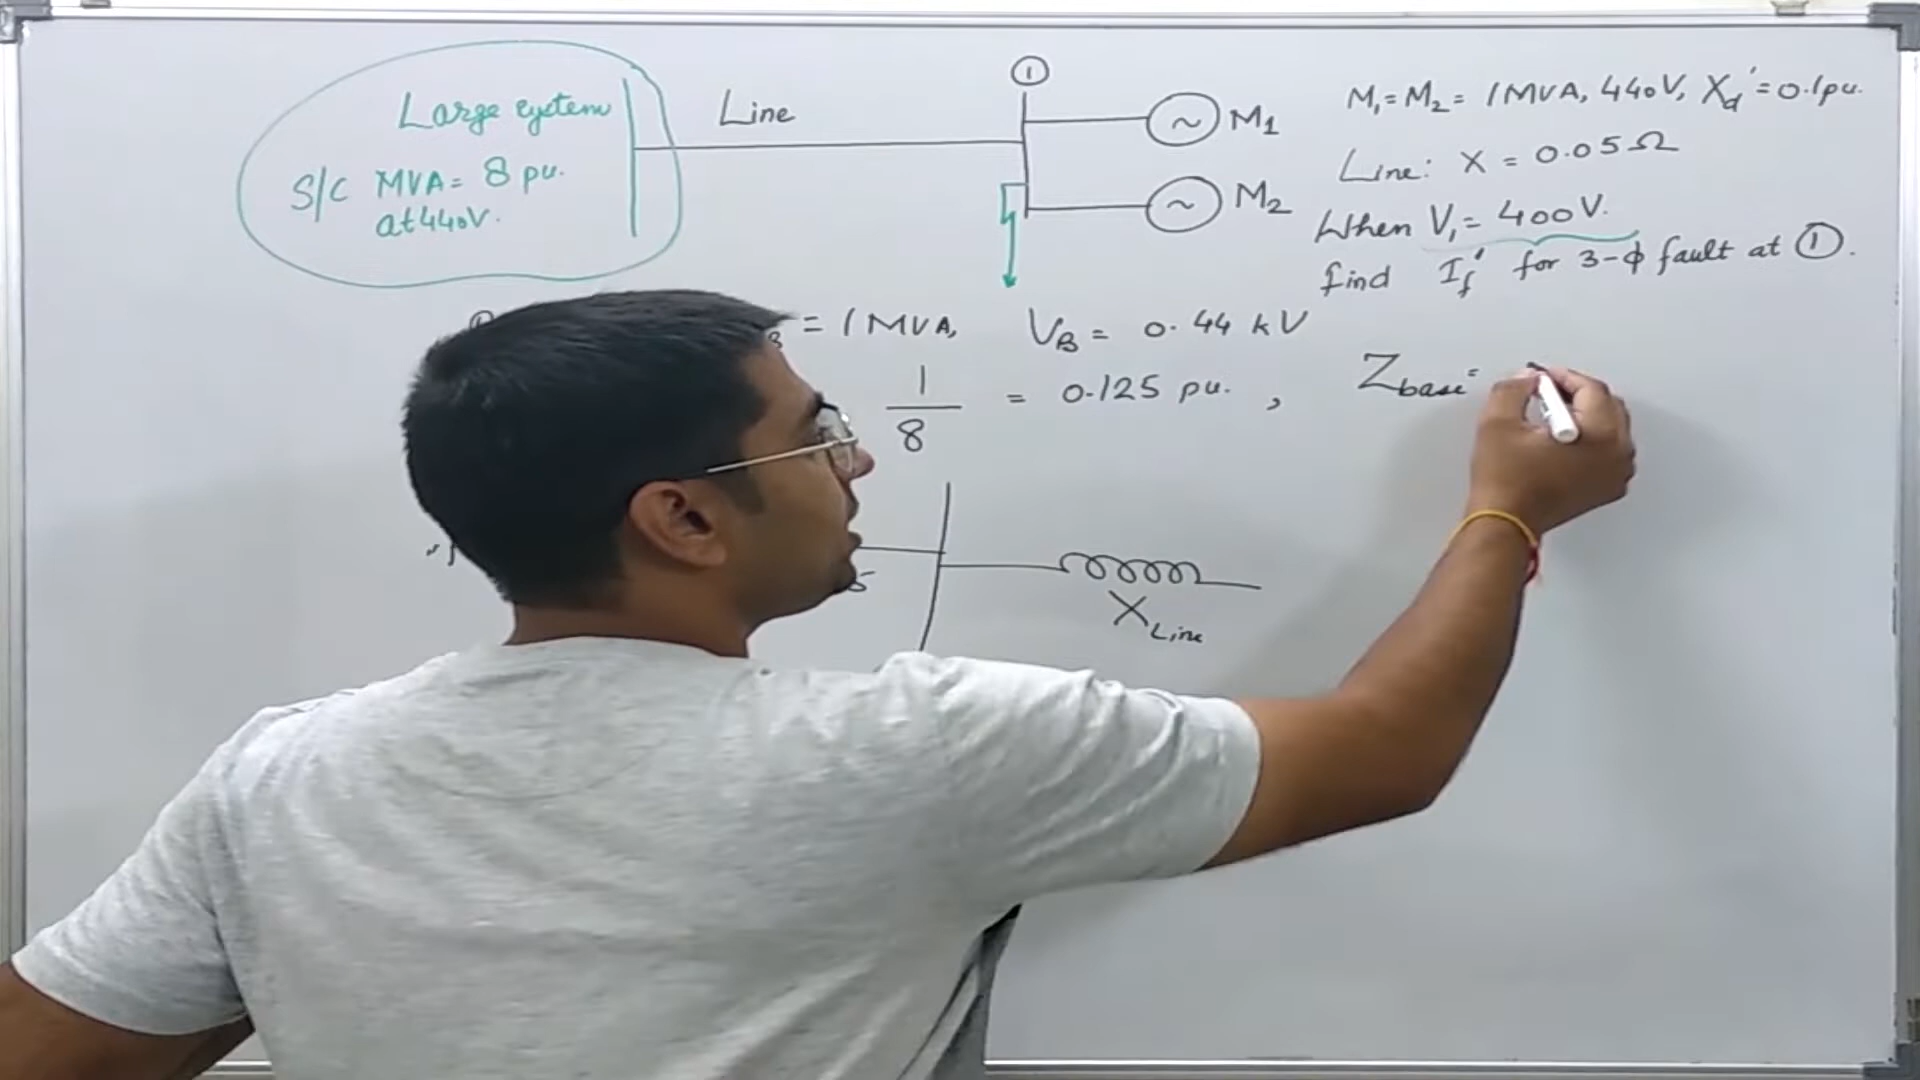 Large system
S/C MVA = 8 pu.
at 440V.
Line
①
~ M1
~ M2
M₁ = M₂ = 1MVA, 440V, Xd' = 0.1pu.
Line: X = 0.05Ω
When V₁ = 400V.
find If' for 3-ϕ fault at ①.
B = 1 MVA, VB = 0.44 kV
1/8 = 0.125 pu. , Zbase =
XLine